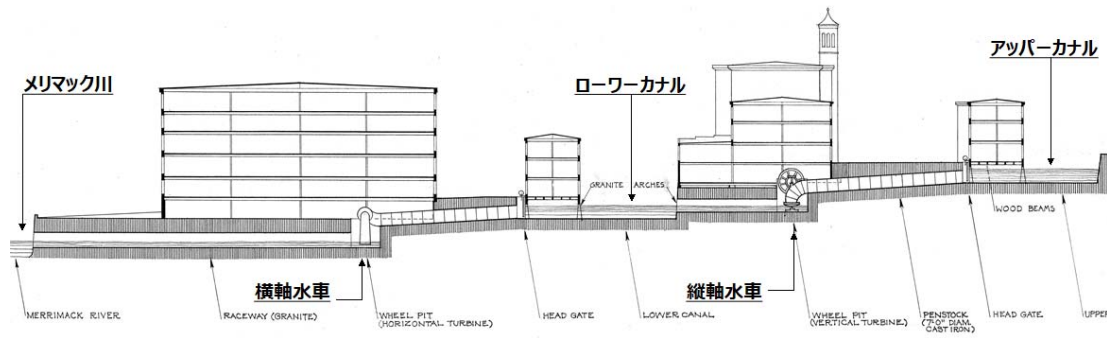 アッパーカナル
メリマック川
ローワーカナル
GRANITE ARCHES
WOOD BEAMS
横軸水車
縦軸水車
MERRIMACK RIVER
RACEWAY (GRANITE)
WHEEL PIT
(HORIZONTAL TURBINE)
HEAD GATE
LOWER CANAL
WHEEL PIT
(VERTICAL TURBINE)
PENSTOCK
(7'-0" DIAM.
CAST IRON)
HEAD GATE
UPPER